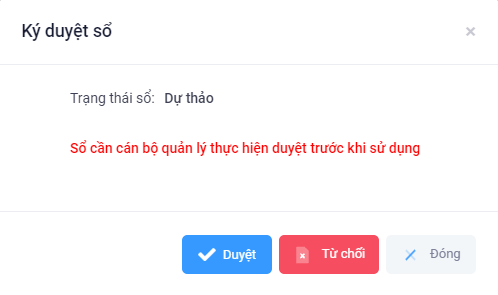 Ký duyệt sổ
Trạng thái sổ: Dự thảo
Sổ cần cán bộ quản lý thực hiện duyệt trước khi sử dụng
Duyệt
Từ chối
Đóng